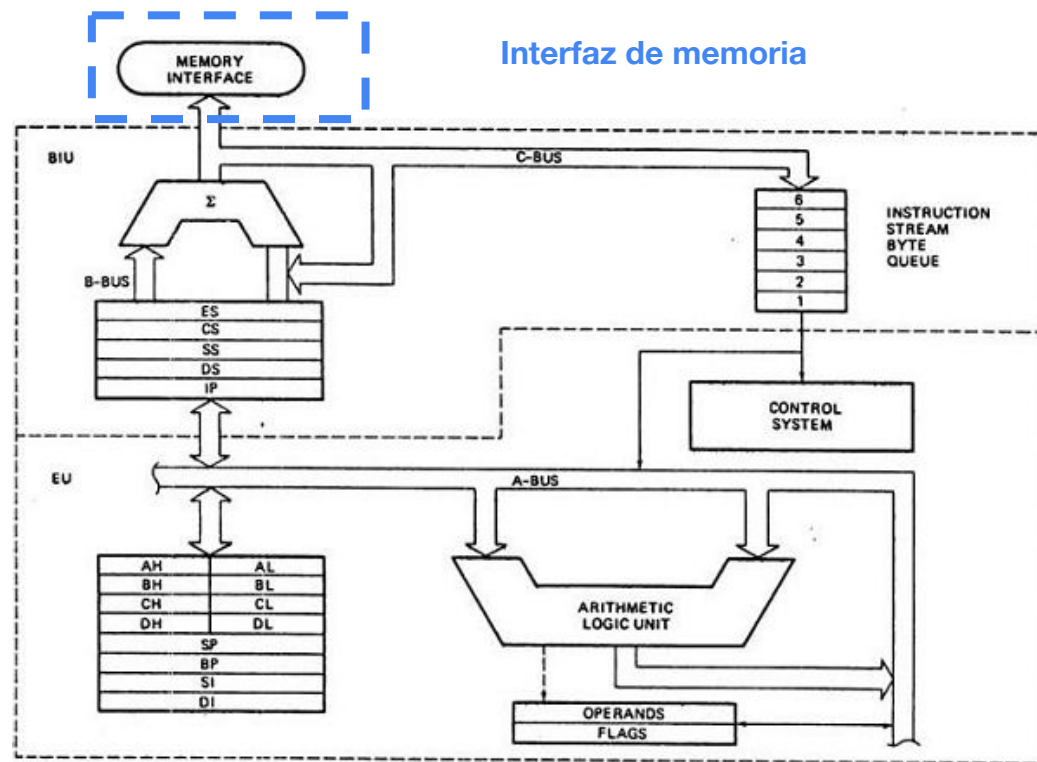 MEMORY
INTERFACE
Interfaz de memoria
BIU
C-BUS
Σ
6
5
4
3
2
1
INSTRUCTION
STREAM
BYTE
QUEUE
B-BUS
ES
CS
SS
DS
IP
CONTROL
SYSTEM
EU
A-BUS
AH AL
BH BL
CH CL
DH DL
SP
BP
SI
DI
ARITHMETIC
LOGIC UNIT
OPERANDS
FLAGS